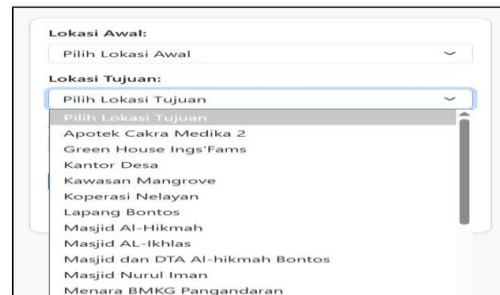 Lokasi Awal:
Pilih Lokasi Awal
Lokasi Tujuan:
Pilih Lokasi Tujuan
Pilih Lokasi Tujuan
Apotek Cakra Medika 2
Green House Ings'Fams
Kantor Desa
Kawasan Mangrove
Koperasi Nelayan
Lapang Bontos
Masjid Al-Hikmah
Masjid AL-Ikhlas
Masjid dan DTA Al-hikmah Bontos
Masjid Nurul Iman
Menara BMKG Pangandaran